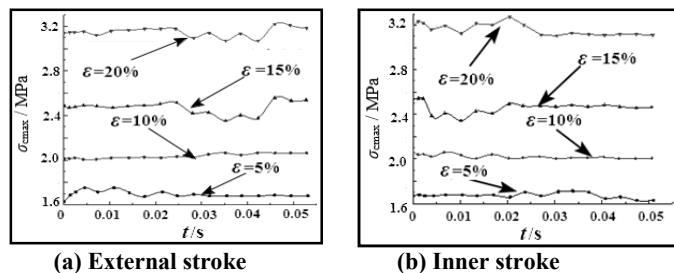 3.2
2.8
2.4
2.0
1.6
σcmax / MPa
ε=20%
ε=15%
ε=10%
ε=5%
0 0.01 0.02 0.03 0.04 0.05
t/s
(a) External stroke
3.2
2.8
2.4
2.0
1.6
σcmax / MPa
ε=20%
ε=15%
ε=10%
ε=5%
0 0.01 0.02 0.03 0.04 0.05
t/s
(b) Inner stroke